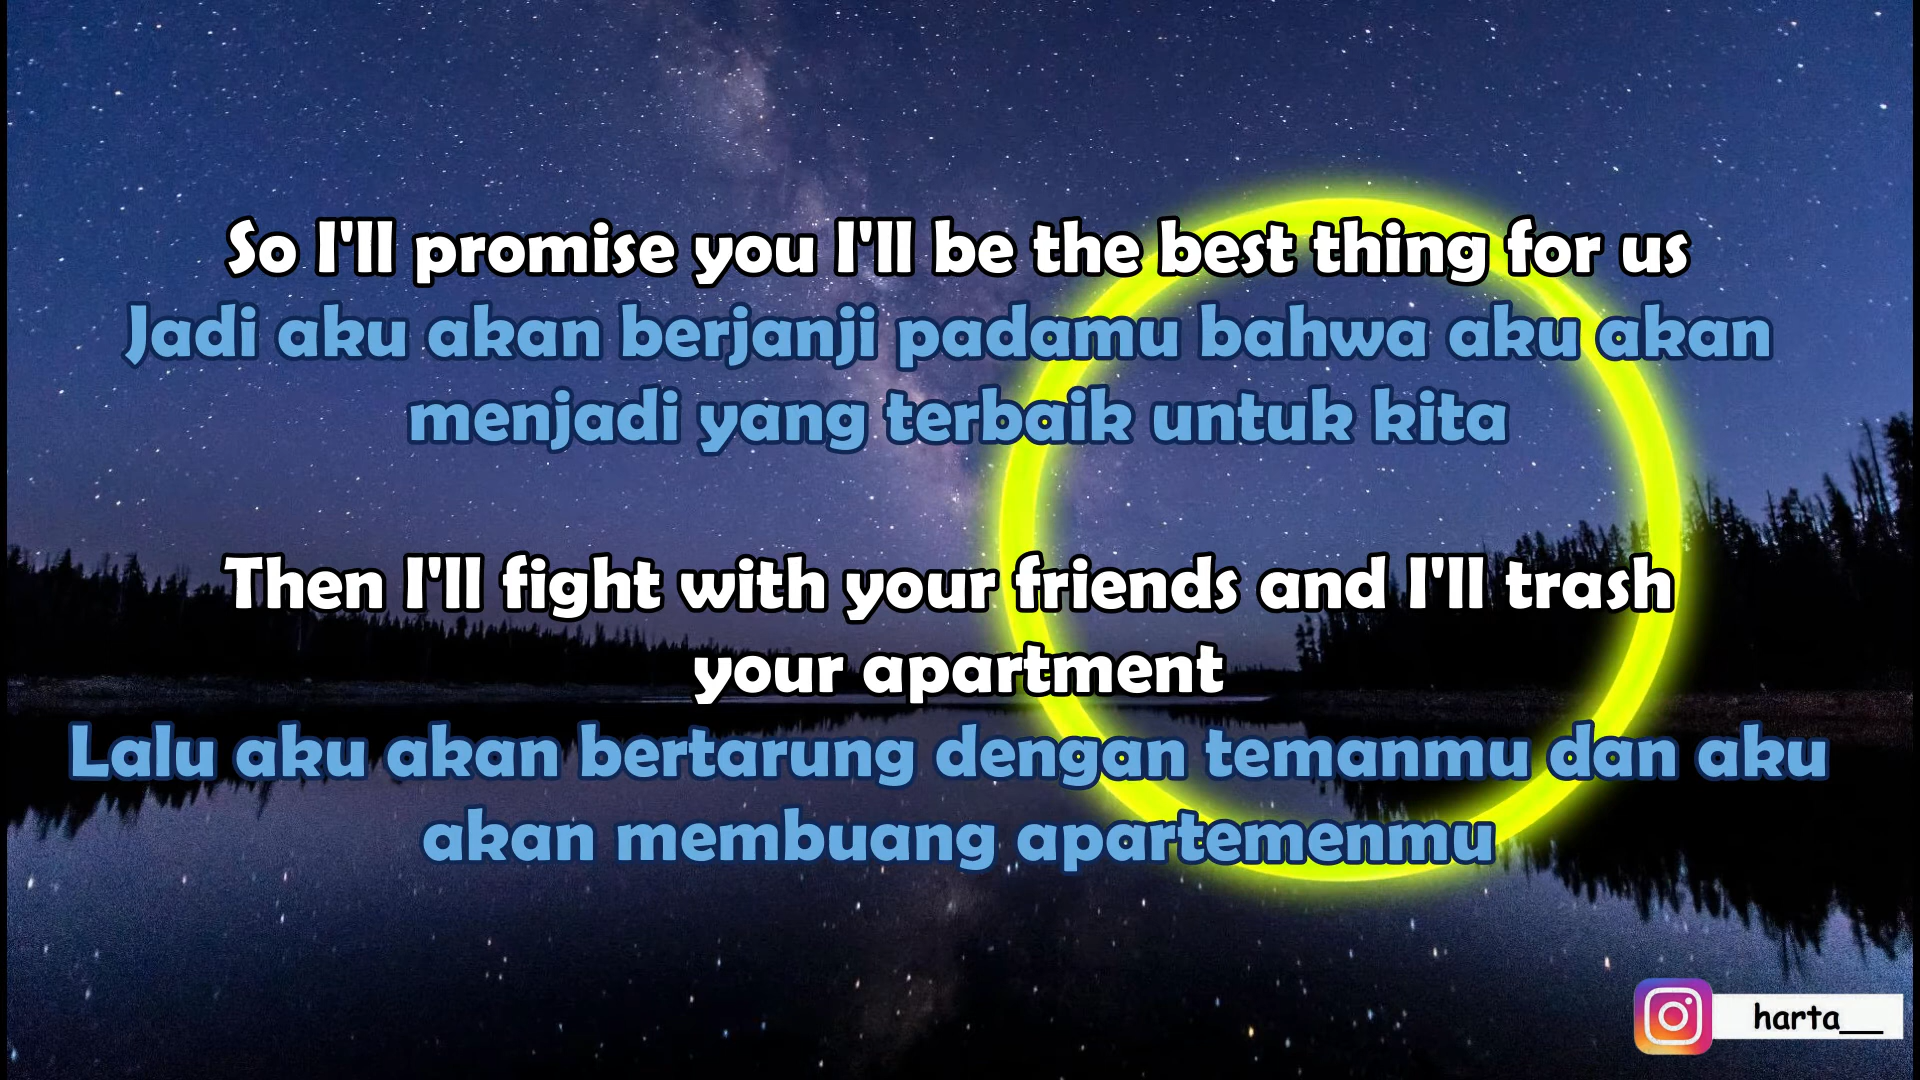 So I'll promise you I'll be the best thing for us
Jadi aku akan berjanji padamu bahwa aku akan
menjadi yang terbaik untuk kita
Then I'll fight with your friends and I'll trash
your apartment
Lalu aku akan bertarung dengan temanmu dan aku
akan membuang apartemenmu
harta__